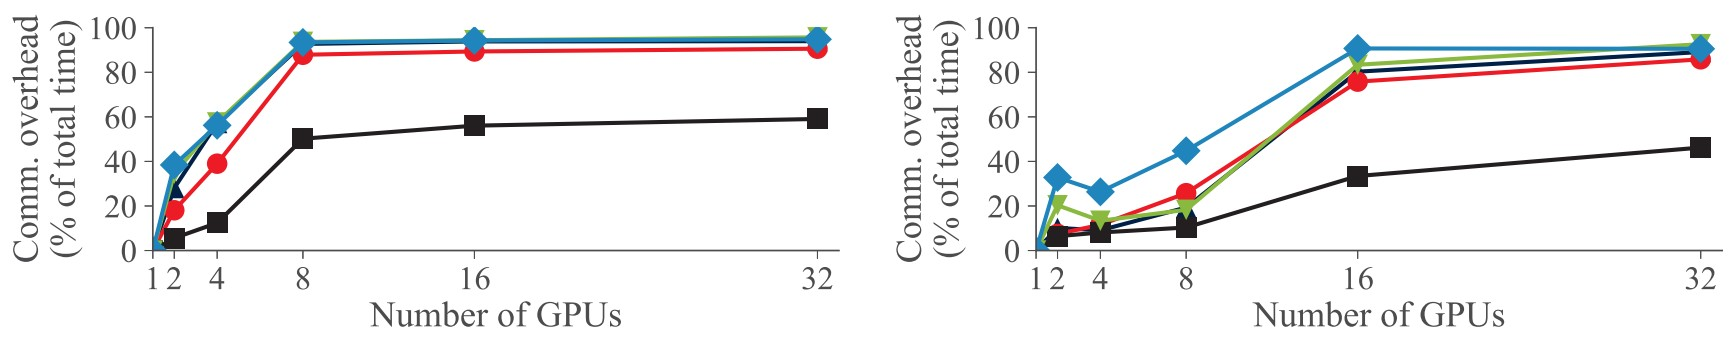 Comm. overhead
(% of total time)
100
80
60
40
20
0
1 2 4 8 16 32
Number of GPUs
Comm. overhead
(% of total time)
100
80
60
40
20
0
1 2 4 8 16 32
Number of GPUs